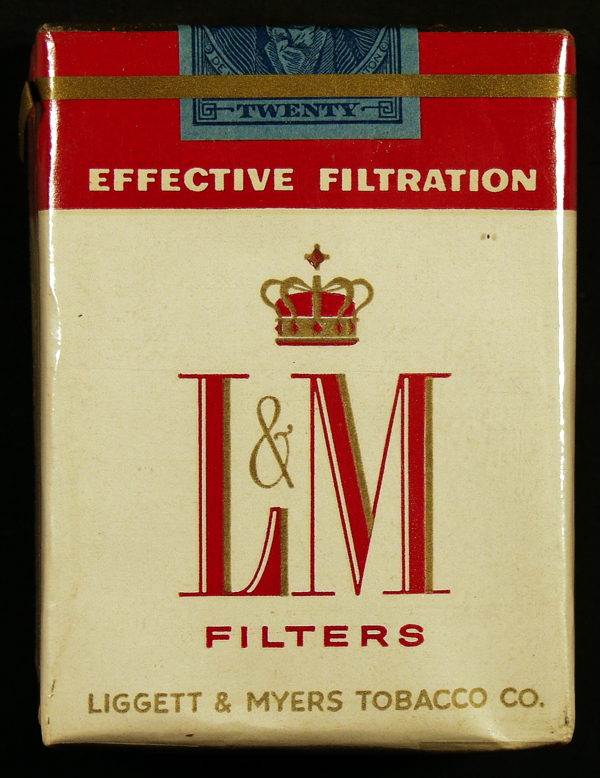 TWENTY
EFFECTIVE FILTRATION
L&M
FILTERS
LIGGETT & MYERS TOBACCO CO.